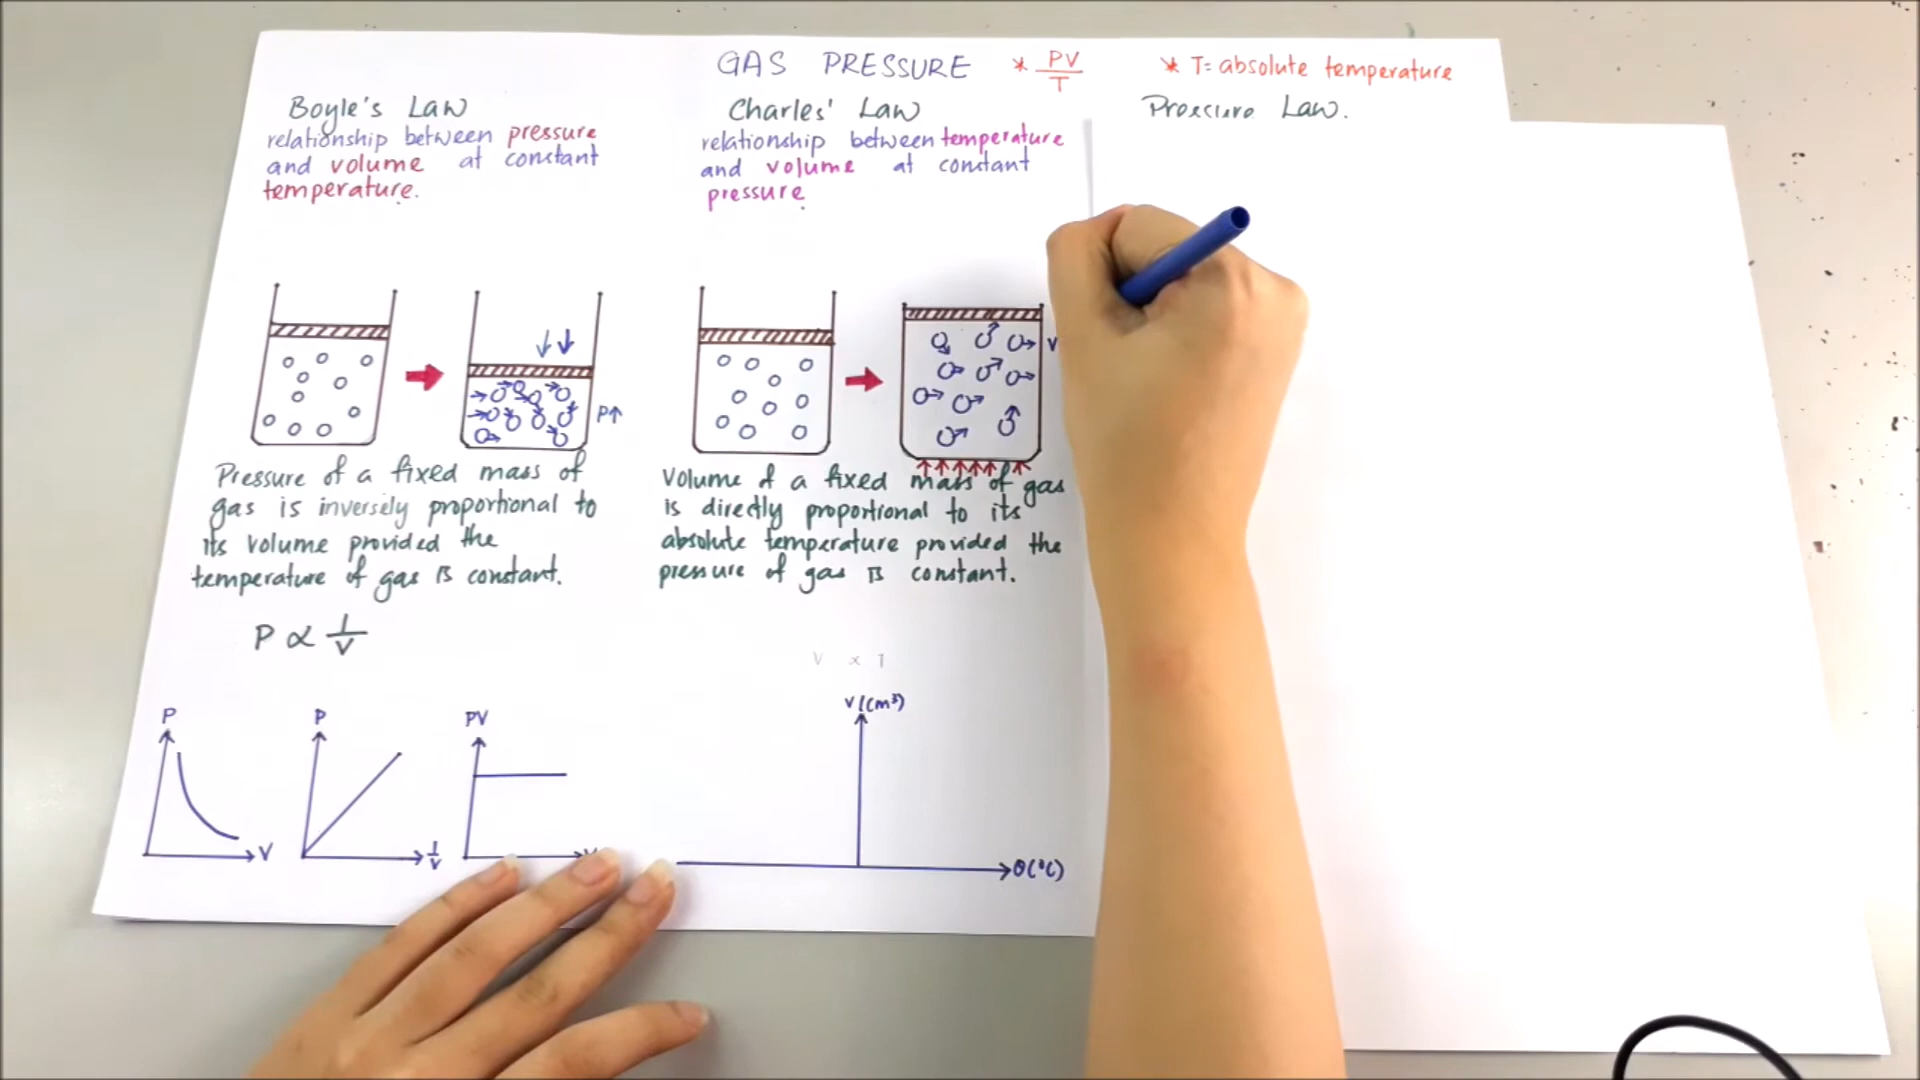 GAS PRESSURE * PV/T * T= absolute temperature
Boyle's Law
relationship between pressure
and volume at constant
temperature.
P↑
Pressure of a fixed mass of
gas is inversely proportional to
its volume provided the
temperature of gas is constant.
P ∝ 1/V
P
V
P
1/V
PV
Charles' Law
relationship between temperature
and volume at constant
pressure.
V
Volume of a fixed mass of gas
is directly proportional to its
absolute temperature provided the
pressure of gas is constant.
V ∝ T
V/(cm³)
θ(°C)
Pressure Law.